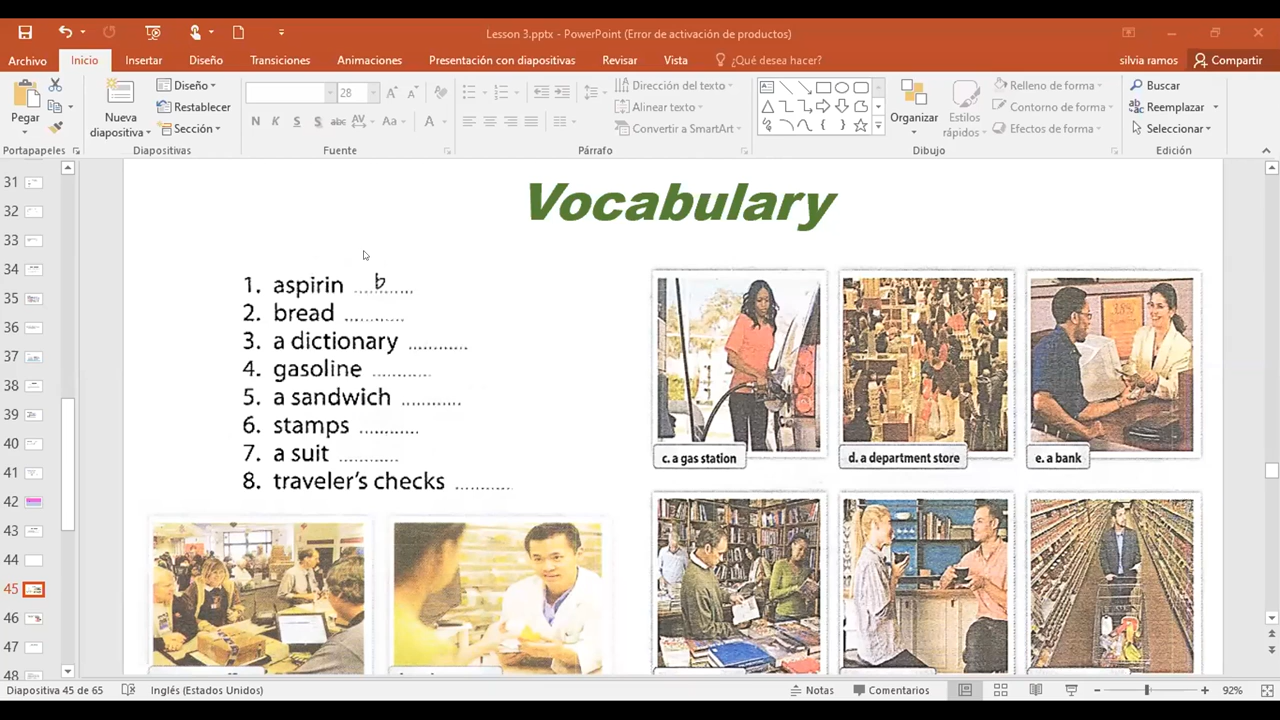 Lesson 3.pptx - PowerPoint (Error de activación de productos)
Archivo Inicio Insertar Diseño Transiciones Animaciones Presentación con diapositivas Revisar Vista ¿Qué desea hacer? silvia ramos Compartir
Pegar
Nueva diapositiva
Diseño
Restablecer
Sección
28
N K S S abc AV Aa A
Dirección del texto
Alinear texto
Convertir a SmartArt
Organizar
Estilos rápidos
Relleno de forma
Contorno de forma
Efectos de forma
Buscar
Reemplazar
Seleccionar
Portapapeles Diapositivas Fuente Párrafo Dibujo Edición
31
32
33
34
35
36
37
38
39
40
41
42
43
44
45
46
47
48
Vocabulary
1. aspirin ....b.....
2. bread ...........
3. a dictionary ...........
4. gasoline ...........
5. a sandwich ...........
6. stamps ...........
7. a suit ...........
8. traveler's checks ...........
c. a gas station
d. a department store
e. a bank
Diapositiva 45 de 65 Inglés (Estados Unidos) Notas Comentarios 92%